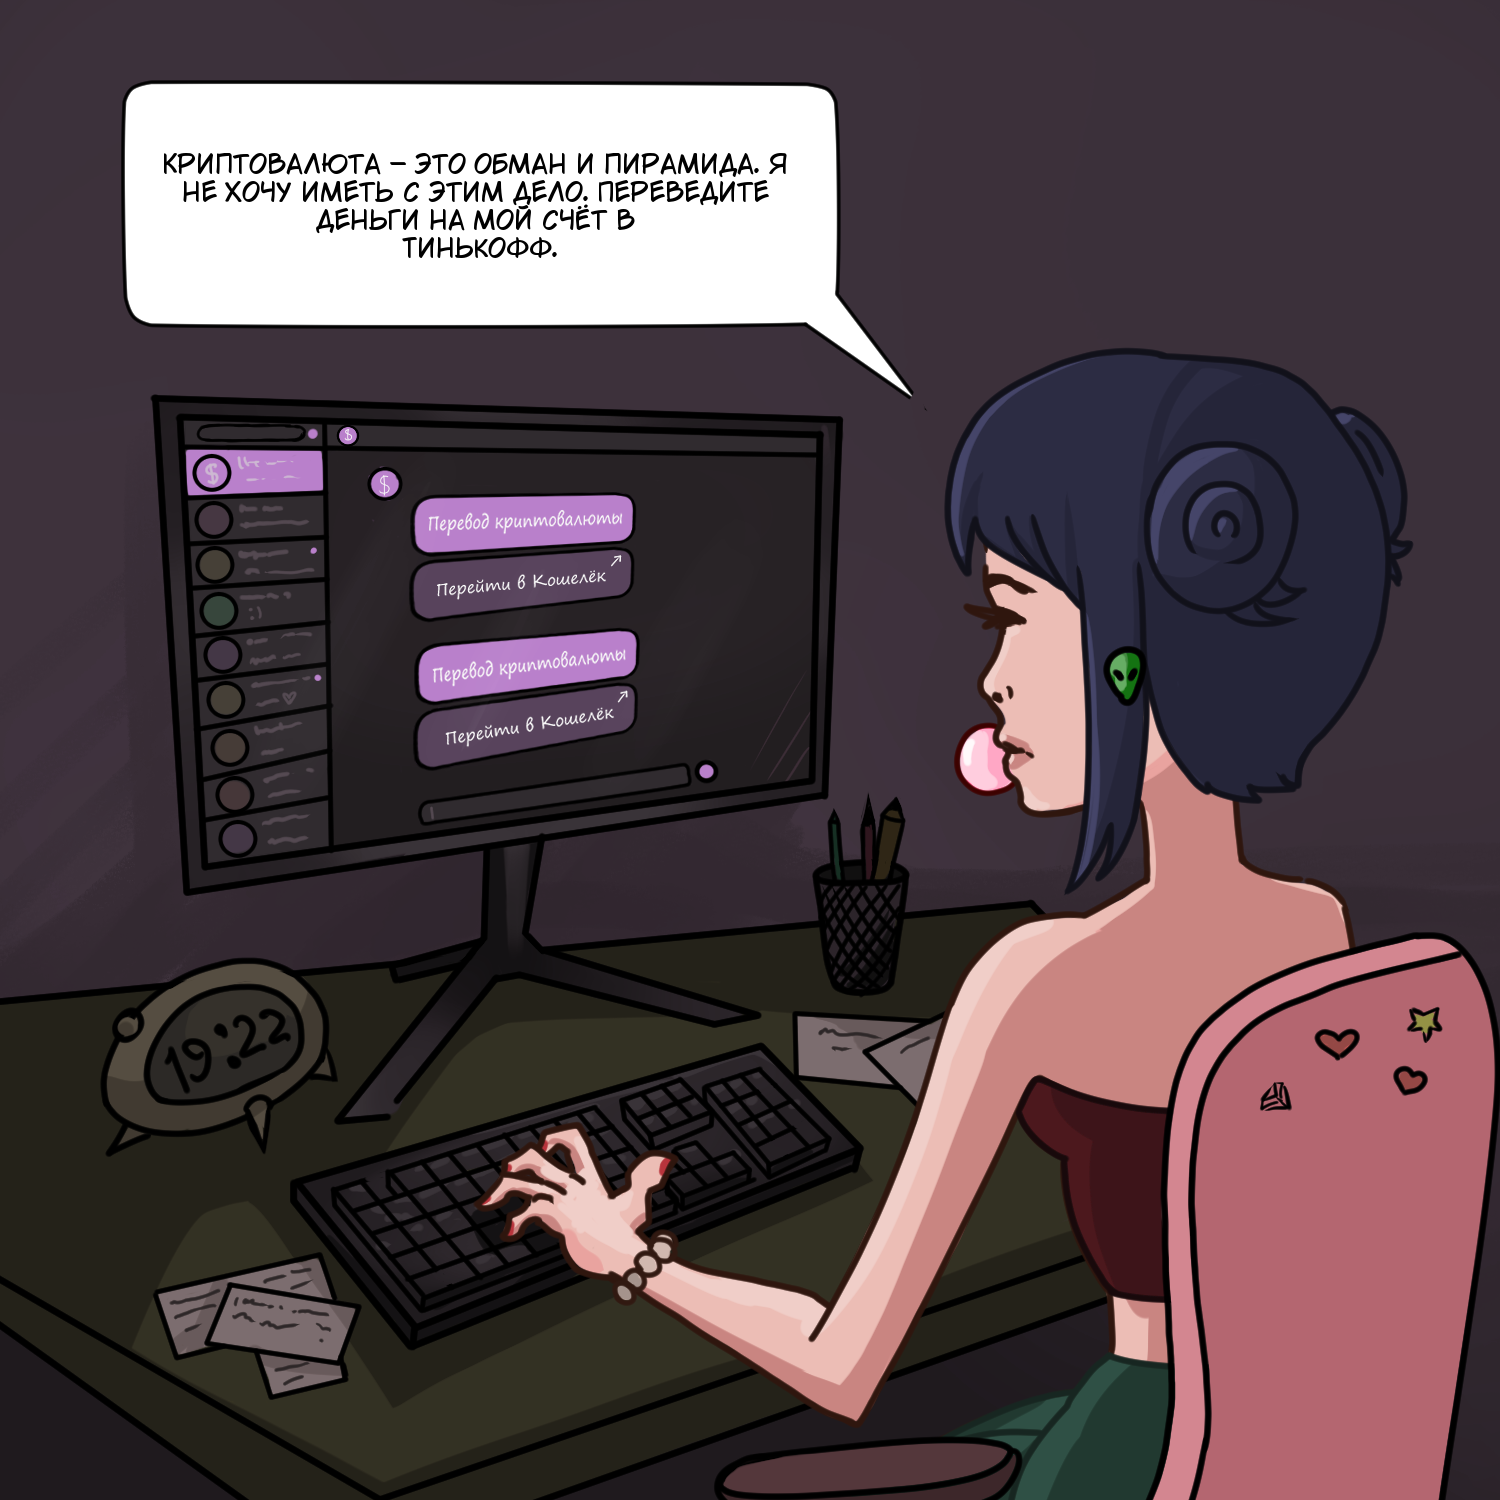 КРИПТОВАЛЮТА – ЭТО ОБМАН И ПИРАМИДА. Я
НЕ ХОЧУ ИМЕТЬ С ЭТИМ ДЕЛО. ПЕРЕВЕДИТЕ
ДЕНЬГИ НА МОЙ СЧЁТ В
ТИНЬКОФФ.
$
$
$
Перевод криптовалюты
Перейти в Кошелёк
Перевод криптовалюты
Перейти в Кошелёк
:)
19:22